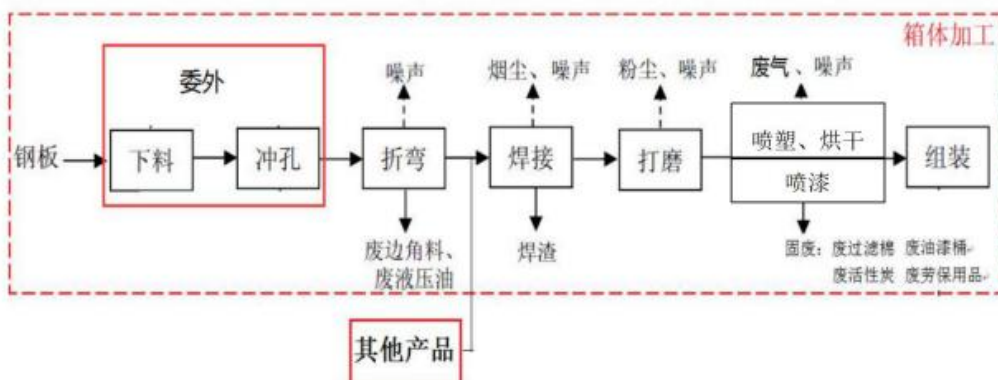 箱体加工
委外
噪声
烟尘、噪声
粉尘、噪声
废气、噪声
钢板
下料
冲孔
折弯
焊接
打磨
喷塑、烘干
喷漆
组装
废边角料、
废液压油
焊渣
固废：废过滤棉 废油漆桶
废活性炭 废劳保用品
其他产品